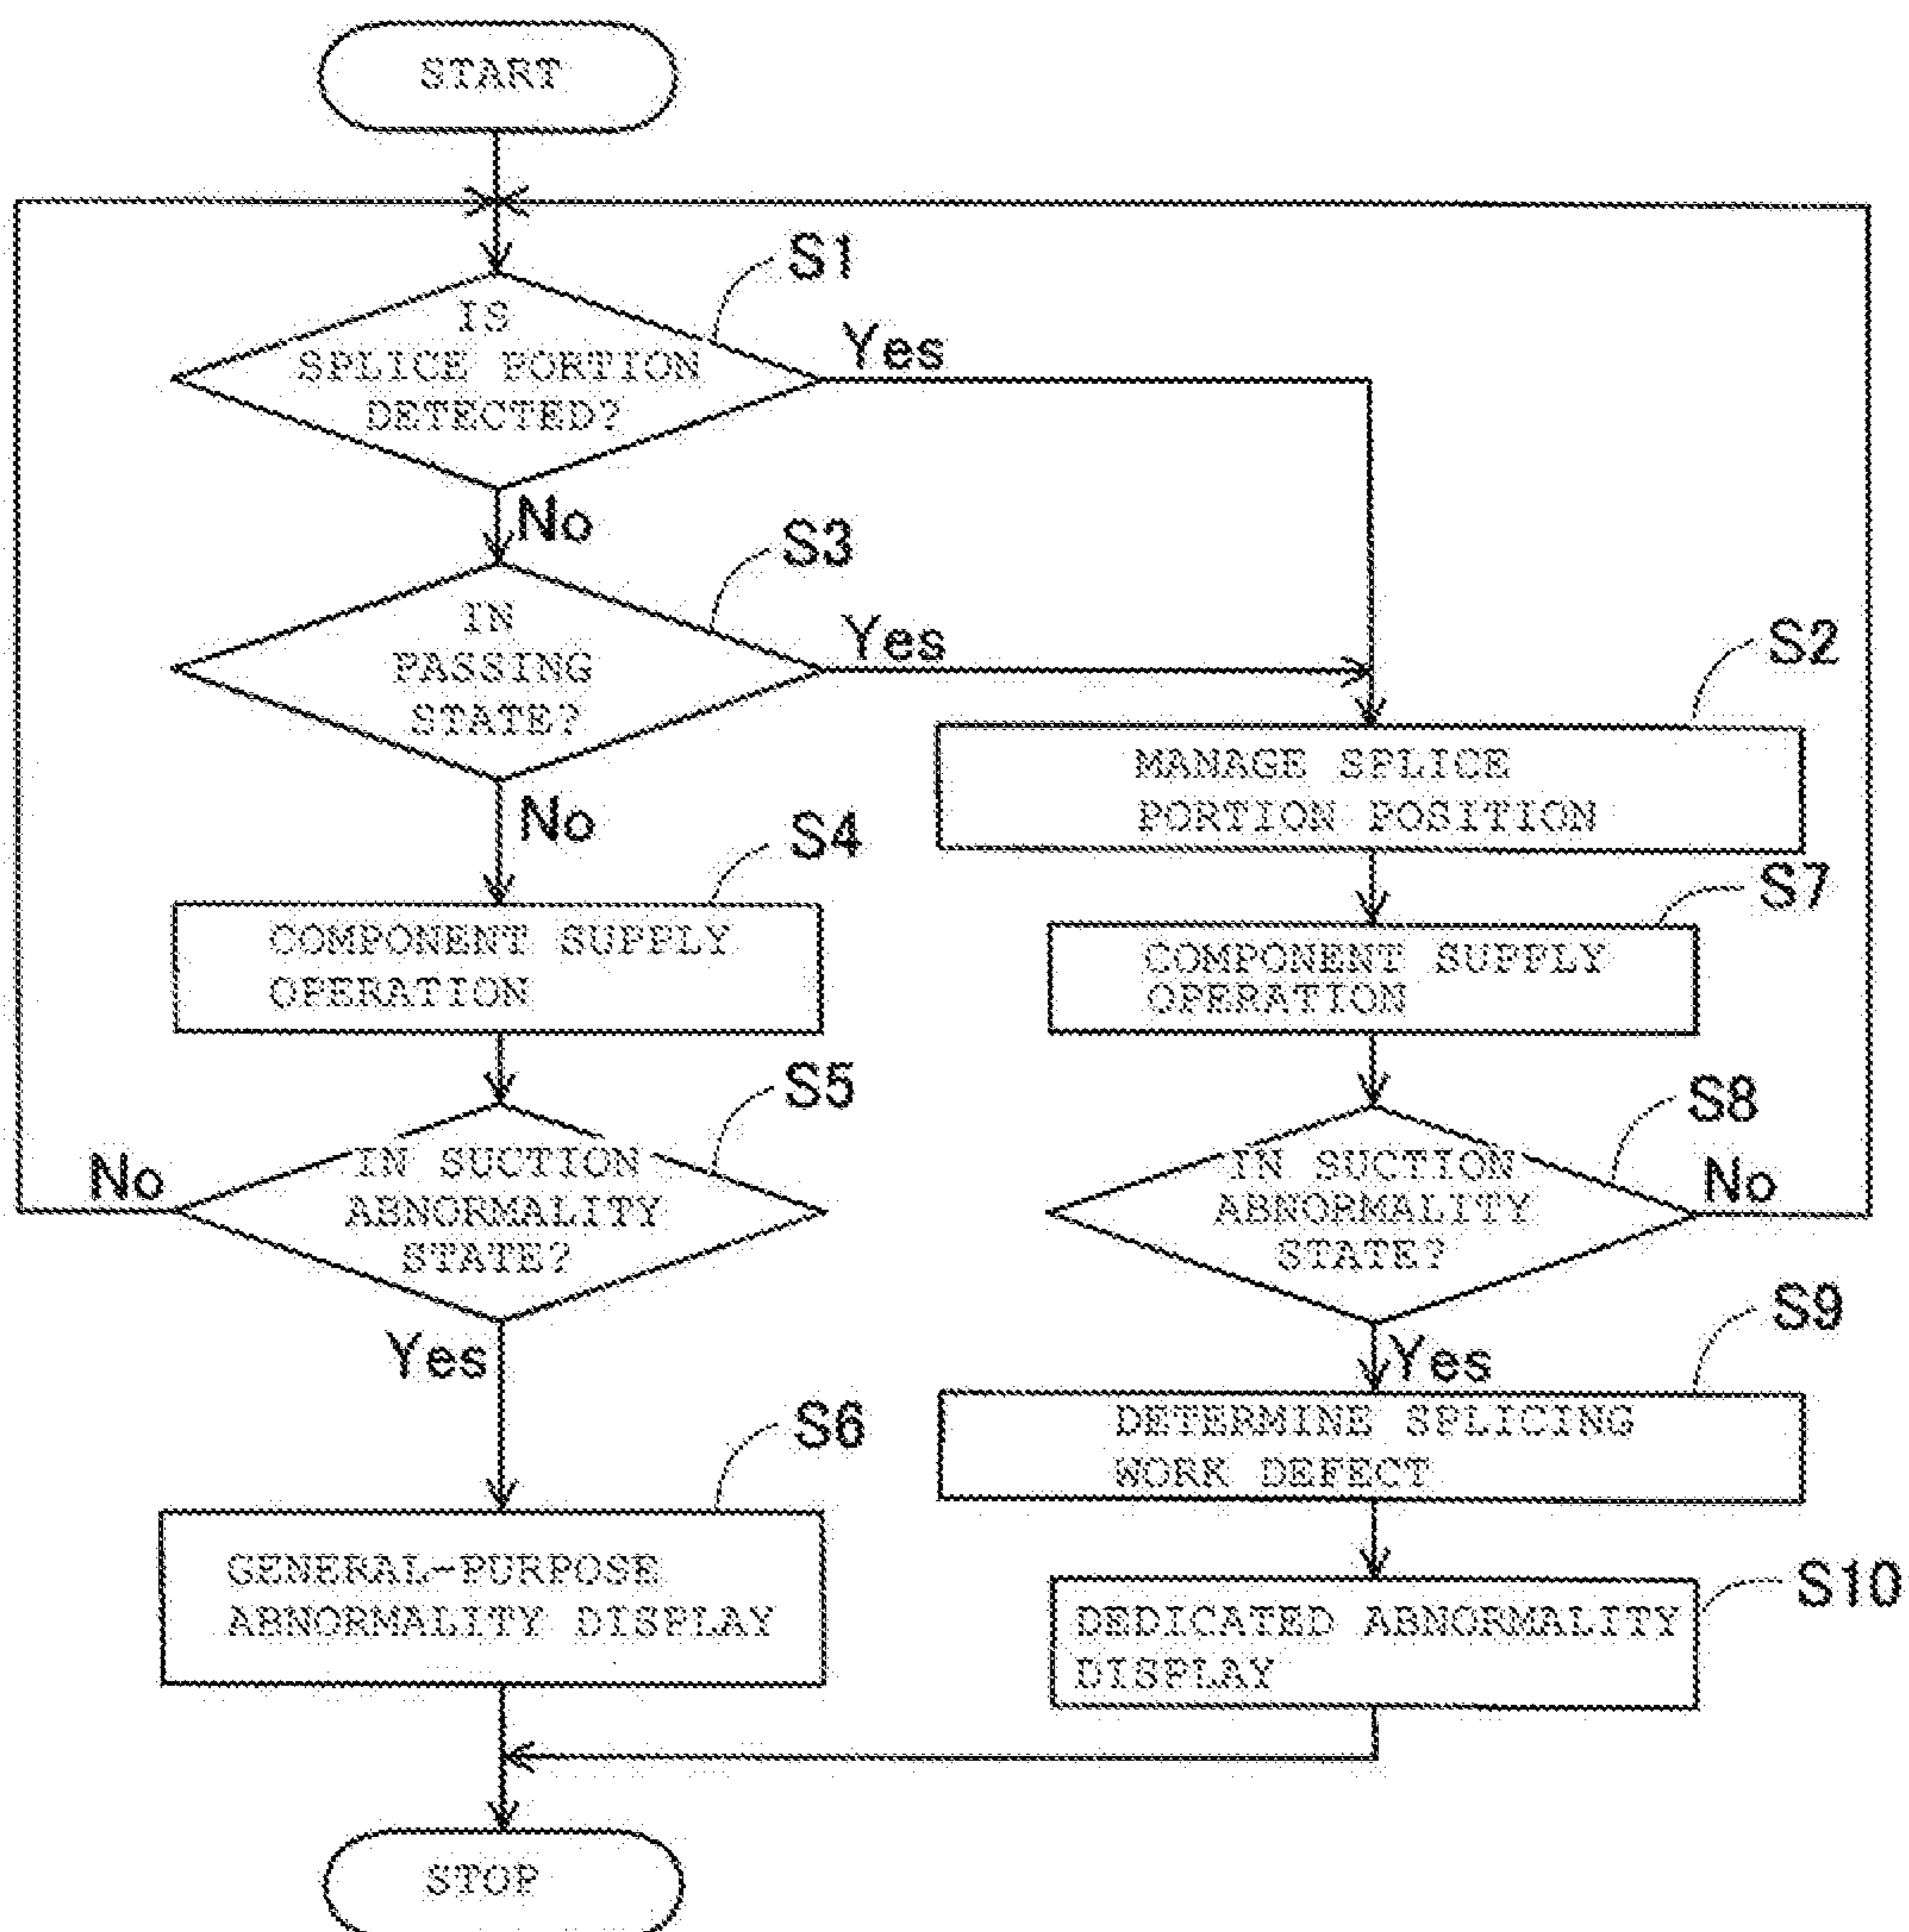 START
S1
IS
SPLICE PORTION
DETECTED?
Yes
No
S3
IN
PASSING
STATE?
Yes
No
S2
MANAGE SPLICE
PORTION POSITION
S4
COMPONENT SUPPLY
OPERATION
S7
COMPONENT SUPPLY
OPERATION
S5
IN SUCTION
ABNORMALITY
STATE?
No
Yes
S8
IN SUCTION
ABNORMALITY
STATE?
No
Yes
S6
GENERAL-PURPOSE
ABNORMALITY DISPLAY
S9
DETERMINE SPLICING
WORK DEFECT
S10
DEDICATED ABNORMALITY
DISPLAY
STOP